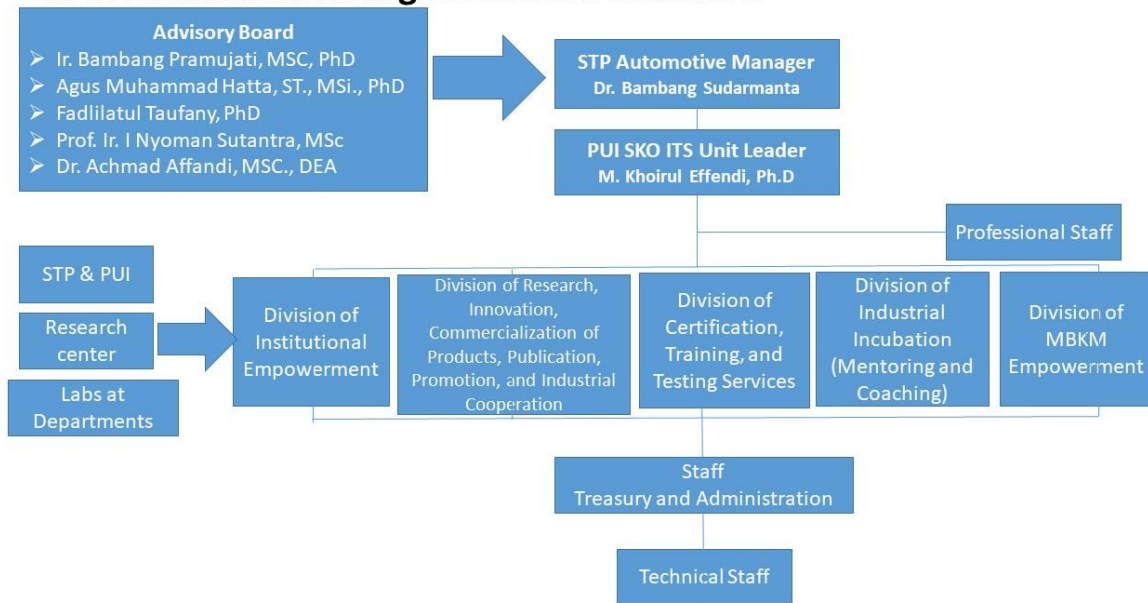 Advisory Board
➢ Ir. Bambang Pramujati, MSC, PhD
➢ Agus Muhammad Hatta, ST., MSi., PhD
➢ Fadlilatul Taufany, PhD
➢ Prof. Ir. I Nyoman Sutantra, MSc
➢ Dr. Achmad Affandi, MSC., DEA
STP Automotive Manager
Dr. Bambang Sudarmanta
PUI SKO ITS Unit Leader
M. Khoirul Effendi, Ph.D
Professional Staff
STP & PUI
Research
center
Labs at
Departments
Division of
Institutional
Empowerment
Division of Research,
Innovation,
Commercialization of
Products, Publication,
Promotion, and Industrial
Cooperation
Division of
Certification,
Training, and
Testing Services
Division of
Industrial
Incubation
(Mentoring and
Coaching)
Division of
MBKM
Empowerment
Staff
Treasury and Administration
Technical Staff